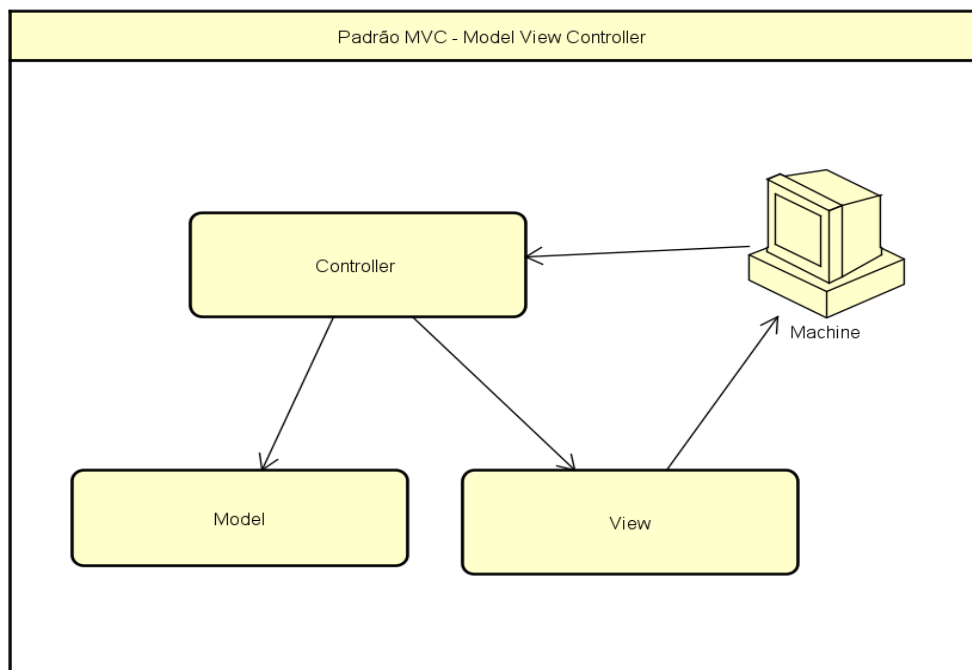 Padrão MVC - Model View Controller
Controller
Machine
Model
View